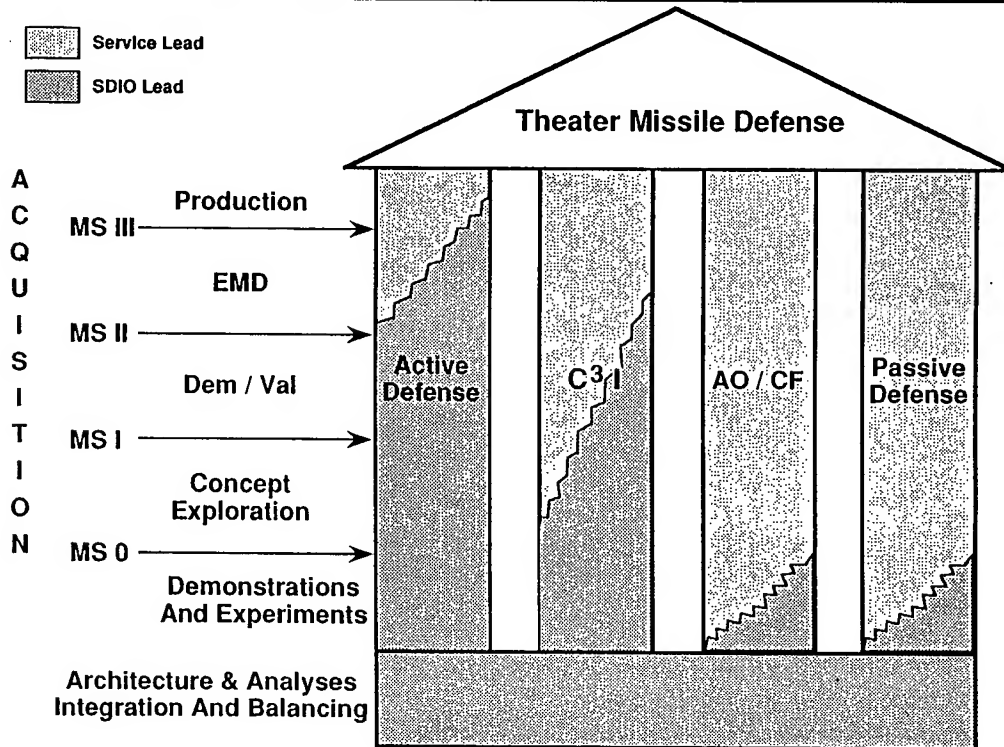 Service Lead
SDIO Lead
Theater Missile Defense
A
C
Q
U
I
S
I
T
I
O
N
Production
MS III
EMD
MS II
Dem / Val
MS I
Concept
Exploration
MS 0
Demonstrations
And Experiments
Architecture & Analyses
Integration And Balancing
Active
Defense
C³ I
AO / CF
Passive
Defense